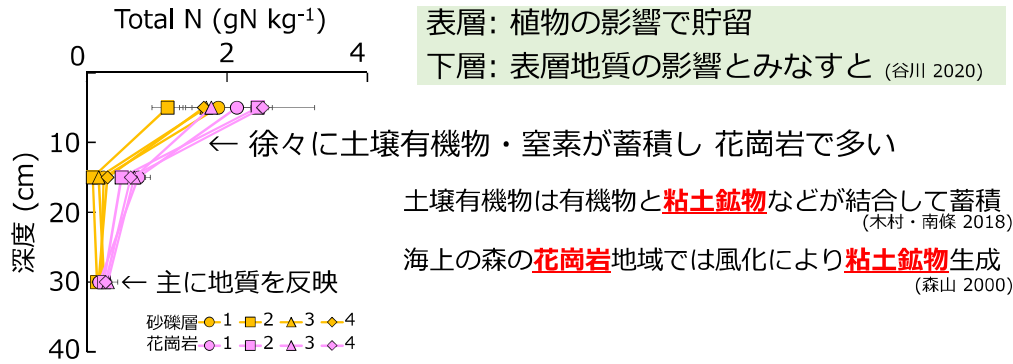 Total N (gN kg⁻¹)
0 2 4
10
20
30
40
深度 (cm)
表層: 植物の影響で貯留
下層: 表層地質の影響とみなすと (谷川 2020)
← 徐々に土壌有機物・窒素が蓄積し 花崗岩で多い
土壌有機物は有機物と粘土鉱物などが結合して蓄積
(木村・南條 2018)
海上の森の花崗岩地域では風化により粘土鉱物生成
(森山 2000)
← 主に地質を反映
砂礫層 1 2 3 4
花崗岩 1 2 3 4